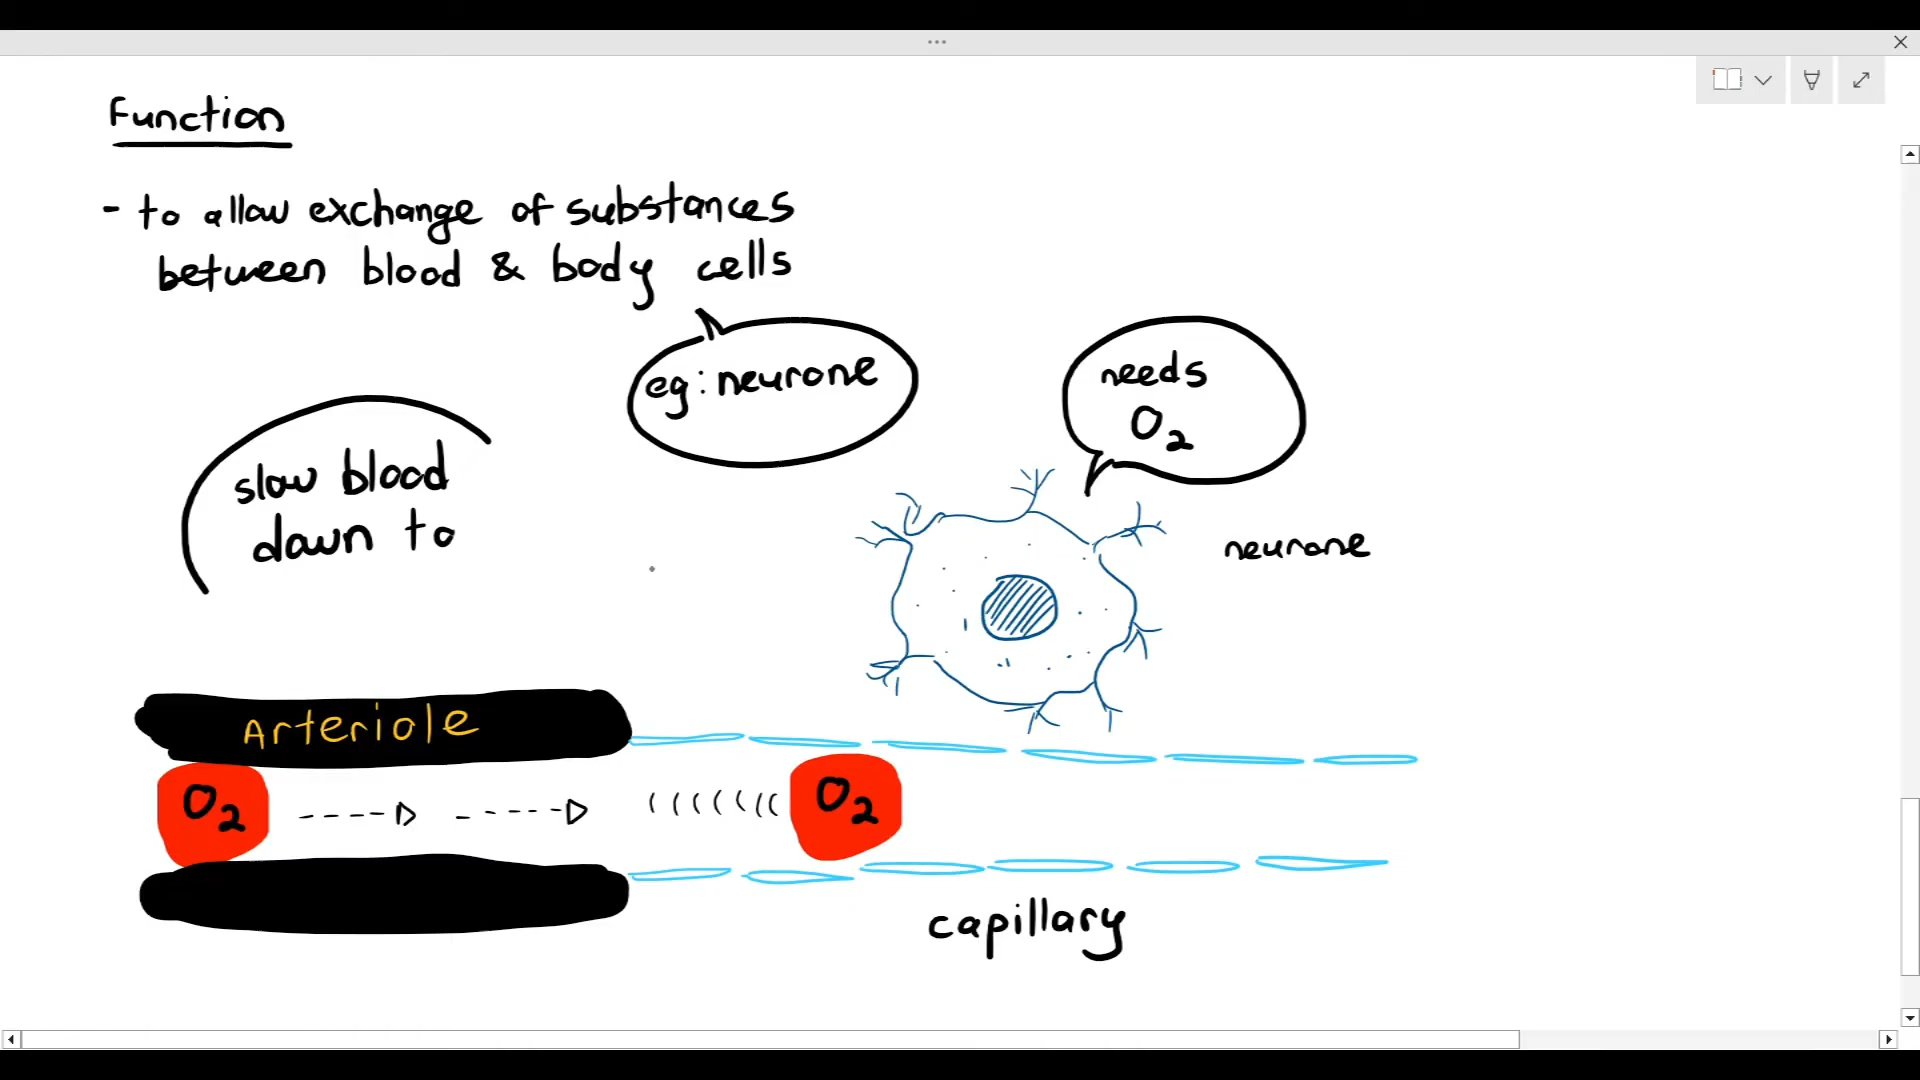 Function
- to allow exchange of substances
between blood & body cells
eg: neurone
needs
O2
slow blood
down to
neurone
Arteriole
O2
O2
capillary